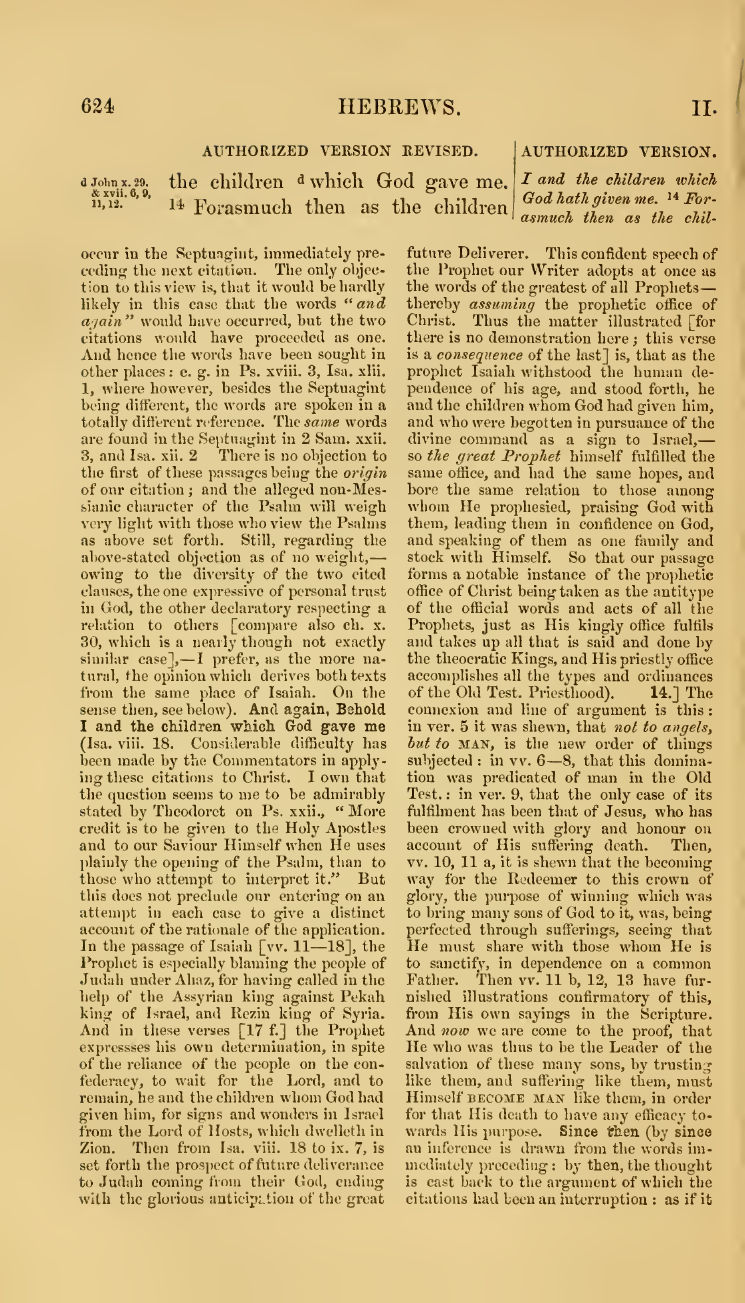 624 HEBREWS. II.
AUTHORIZED VERSION REVISED.
d John x. 29.
& xvii. 6, 9,
11, 12.
the children d which God gave me.
14 Forasmuch then as the children
AUTHORIZED VERSION.
I and the children which
God hath given me. 14 For-
asmuch then as the chil-
occur in the Septuagint, immediately pre-
ceding the next citation. The only objec-
tion to this view is, that it would be hardly
likely in this case that the words "and
again" would have occurred, but the two
citations would have proceeded as one.
And hence the words have been sought in
other places: e. g. in Ps. xviii. 3, Isa. xlii.
1, where however, besides the Septuagint
being different, the words are spoken in a
totally different reference. The same words
are found in the Septuagint in 2 Sam. xxii.
3, and Isa. xii. 2 There is no objection to
the first of these passages being the origin
of our citation; and the alleged non-Mes-
sianic character of the Psalm will weigh
very light with those who view the Psalms
as above set forth. Still, regarding the
above-stated objection as of no weight,—
owing to the diversity of the two cited
clauses, the one expressive of personal trust
in God, the other declaratory respecting a
relation to others [compare also ch. x.
30, which is a nearly though not exactly
similar case],—I prefer, as the more na-
tural, the opinion which derives both texts
from the same place of Isaiah. On the
sense then, see below). And again, Behold
I and the children which God gave me
(Isa. viii. 18. Considerable difficulty has
been made by the Commentators in apply-
ing these citations to Christ. I own that
the question seems to me to be admirably
stated by Theodoret on Ps. xxii., "More
credit is to be given to the Holy Apostles
and to our Saviour Himself when He uses
plainly the opening of the Psalm, than to
those who attempt to interpret it." But
this does not preclude our entering on an
attempt in each case to give a distinct
account of the rationale of the application.
In the passage of Isaiah [vv. 11—18], the
Prophet is especially blaming the people of
Judah under Ahaz, for having called in the
help of the Assyrian king against Pekah
king of Israel, and Rezin king of Syria.
And in these verses [17 f.] the Prophet
expressses his own determination, in spite
of the reliance of the people on the con-
federacy, to wait for the Lord, and to
remain, he and the children whom God had
given him, for signs and wonders in Israel
from the Lord of Hosts, which dwelleth in
Zion. Then from Isa. viii. 18 to ix. 7, is
set forth the prospect of future deliverance
to Judah coming from their God, ending
with the glorious anticipation of the great
future Deliverer. This confident speech of
the Prophet our Writer adopts at once as
the words of the greatest of all Prophets—
thereby assuming the prophetic office of
Christ. Thus the matter illustrated [for
there is no demonstration here; this verse
is a consequence of the last] is, that as the
prophet Isaiah withstood the human de-
pendence of his age, and stood forth, he
and the children whom God had given him,
and who were begotten in pursuance of the
divine command as a sign to Israel,—
so the great Prophet himself fulfilled the
same office, and had the same hopes, and
bore the same relation to those among
whom He prophesied, praising God with
them, leading them in confidence on God,
and speaking of them as one family and
stock with Himself. So that our passage
forms a notable instance of the prophetic
office of Christ being taken as the antitype
of the official words and acts of all the
Prophets, just as His kingly office fulfils
and takes up all that is said and done by
the theocratic Kings, and His priestly office
accomplishes all the types and ordinances
of the Old Test. Priesthood). 14.] The
connexion and line of argument is this:
in ver. 5 it was shewn, that not to angels,
but to MAN, is the new order of things
subjected: in vv. 6—8, that this domina-
tion was predicated of man in the Old
Test.: in ver. 9, that the only case of its
fulfilment has been that of Jesus, who has
been crowned with glory and honour on
account of His suffering death. Then,
vv. 10, 11 a, it is shewn that the becoming
way for the Redeemer to this crown of
glory, the purpose of winning which was
to bring many sons of God to it, was, being
perfected through sufferings, seeing that
He must share with those whom He is
to sanctify, in dependence on a common
Father. Then vv. 11 b, 12, 13 have fur-
nished illustrations confirmatory of this,
from His own sayings in the Scripture.
And now we are come to the proof, that
He who was thus to be the Leader of the
salvation of these many sons, by trusting
like them, and suffering like them, must
Himself BECOME MAN like them, in order
for that His death to have any efficacy to-
wards His purpose. Since then (by since
an inference is drawn from the words im-
mediately preceding: by then, the thought
is cast back to the argument of which the
citations had been an interruption: as if it